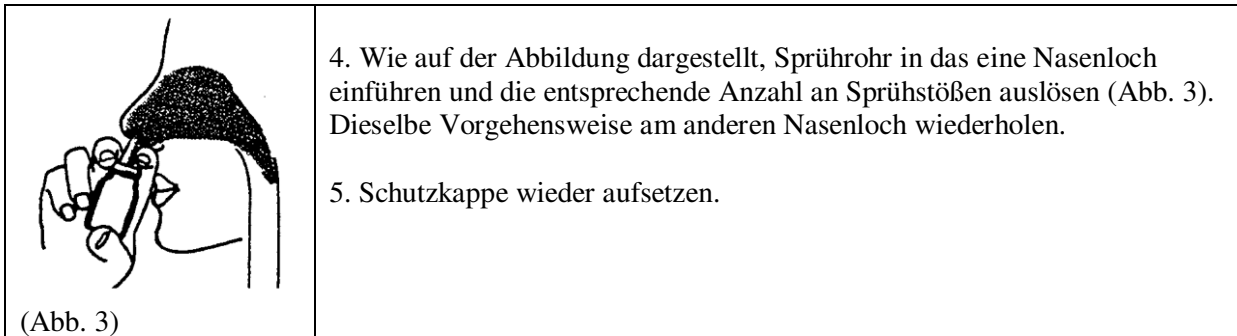 4. Wie auf der Abbildung dargestellt, Sprührohr in das eine Nasenloch
einführen und die entsprechende Anzahl an Sprühstößen auslösen (Abb. 3).
Dieselbe Vorgehensweise am anderen Nasenloch wiederholen.
5. Schutzkappe wieder aufsetzen.
(Abb. 3)